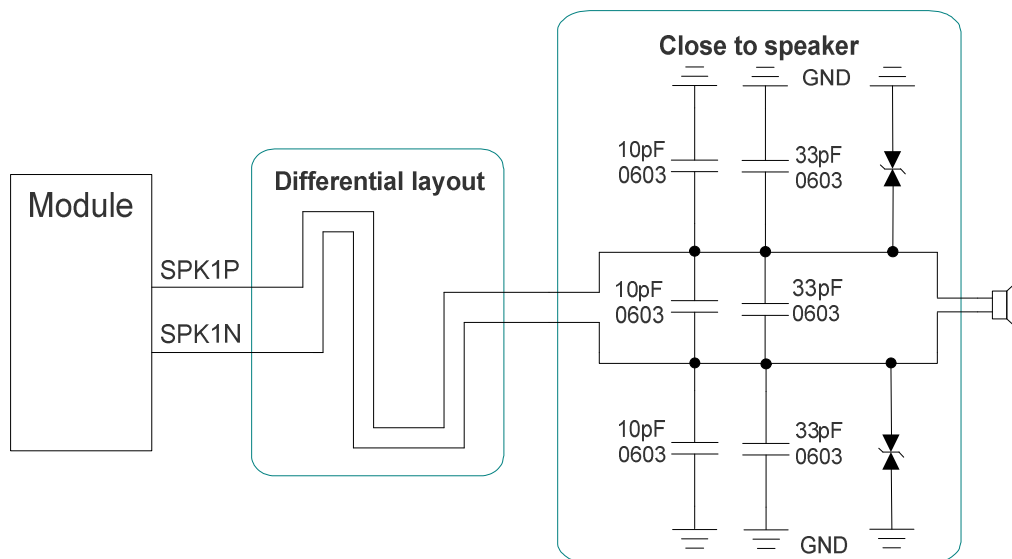 Close to speaker
GND
10pF
0603
33pF
0603
Differential layout
Module
SPK1P
10pF
0603
33pF
0603
SPK1N
10pF
0603
33pF
0603
GND